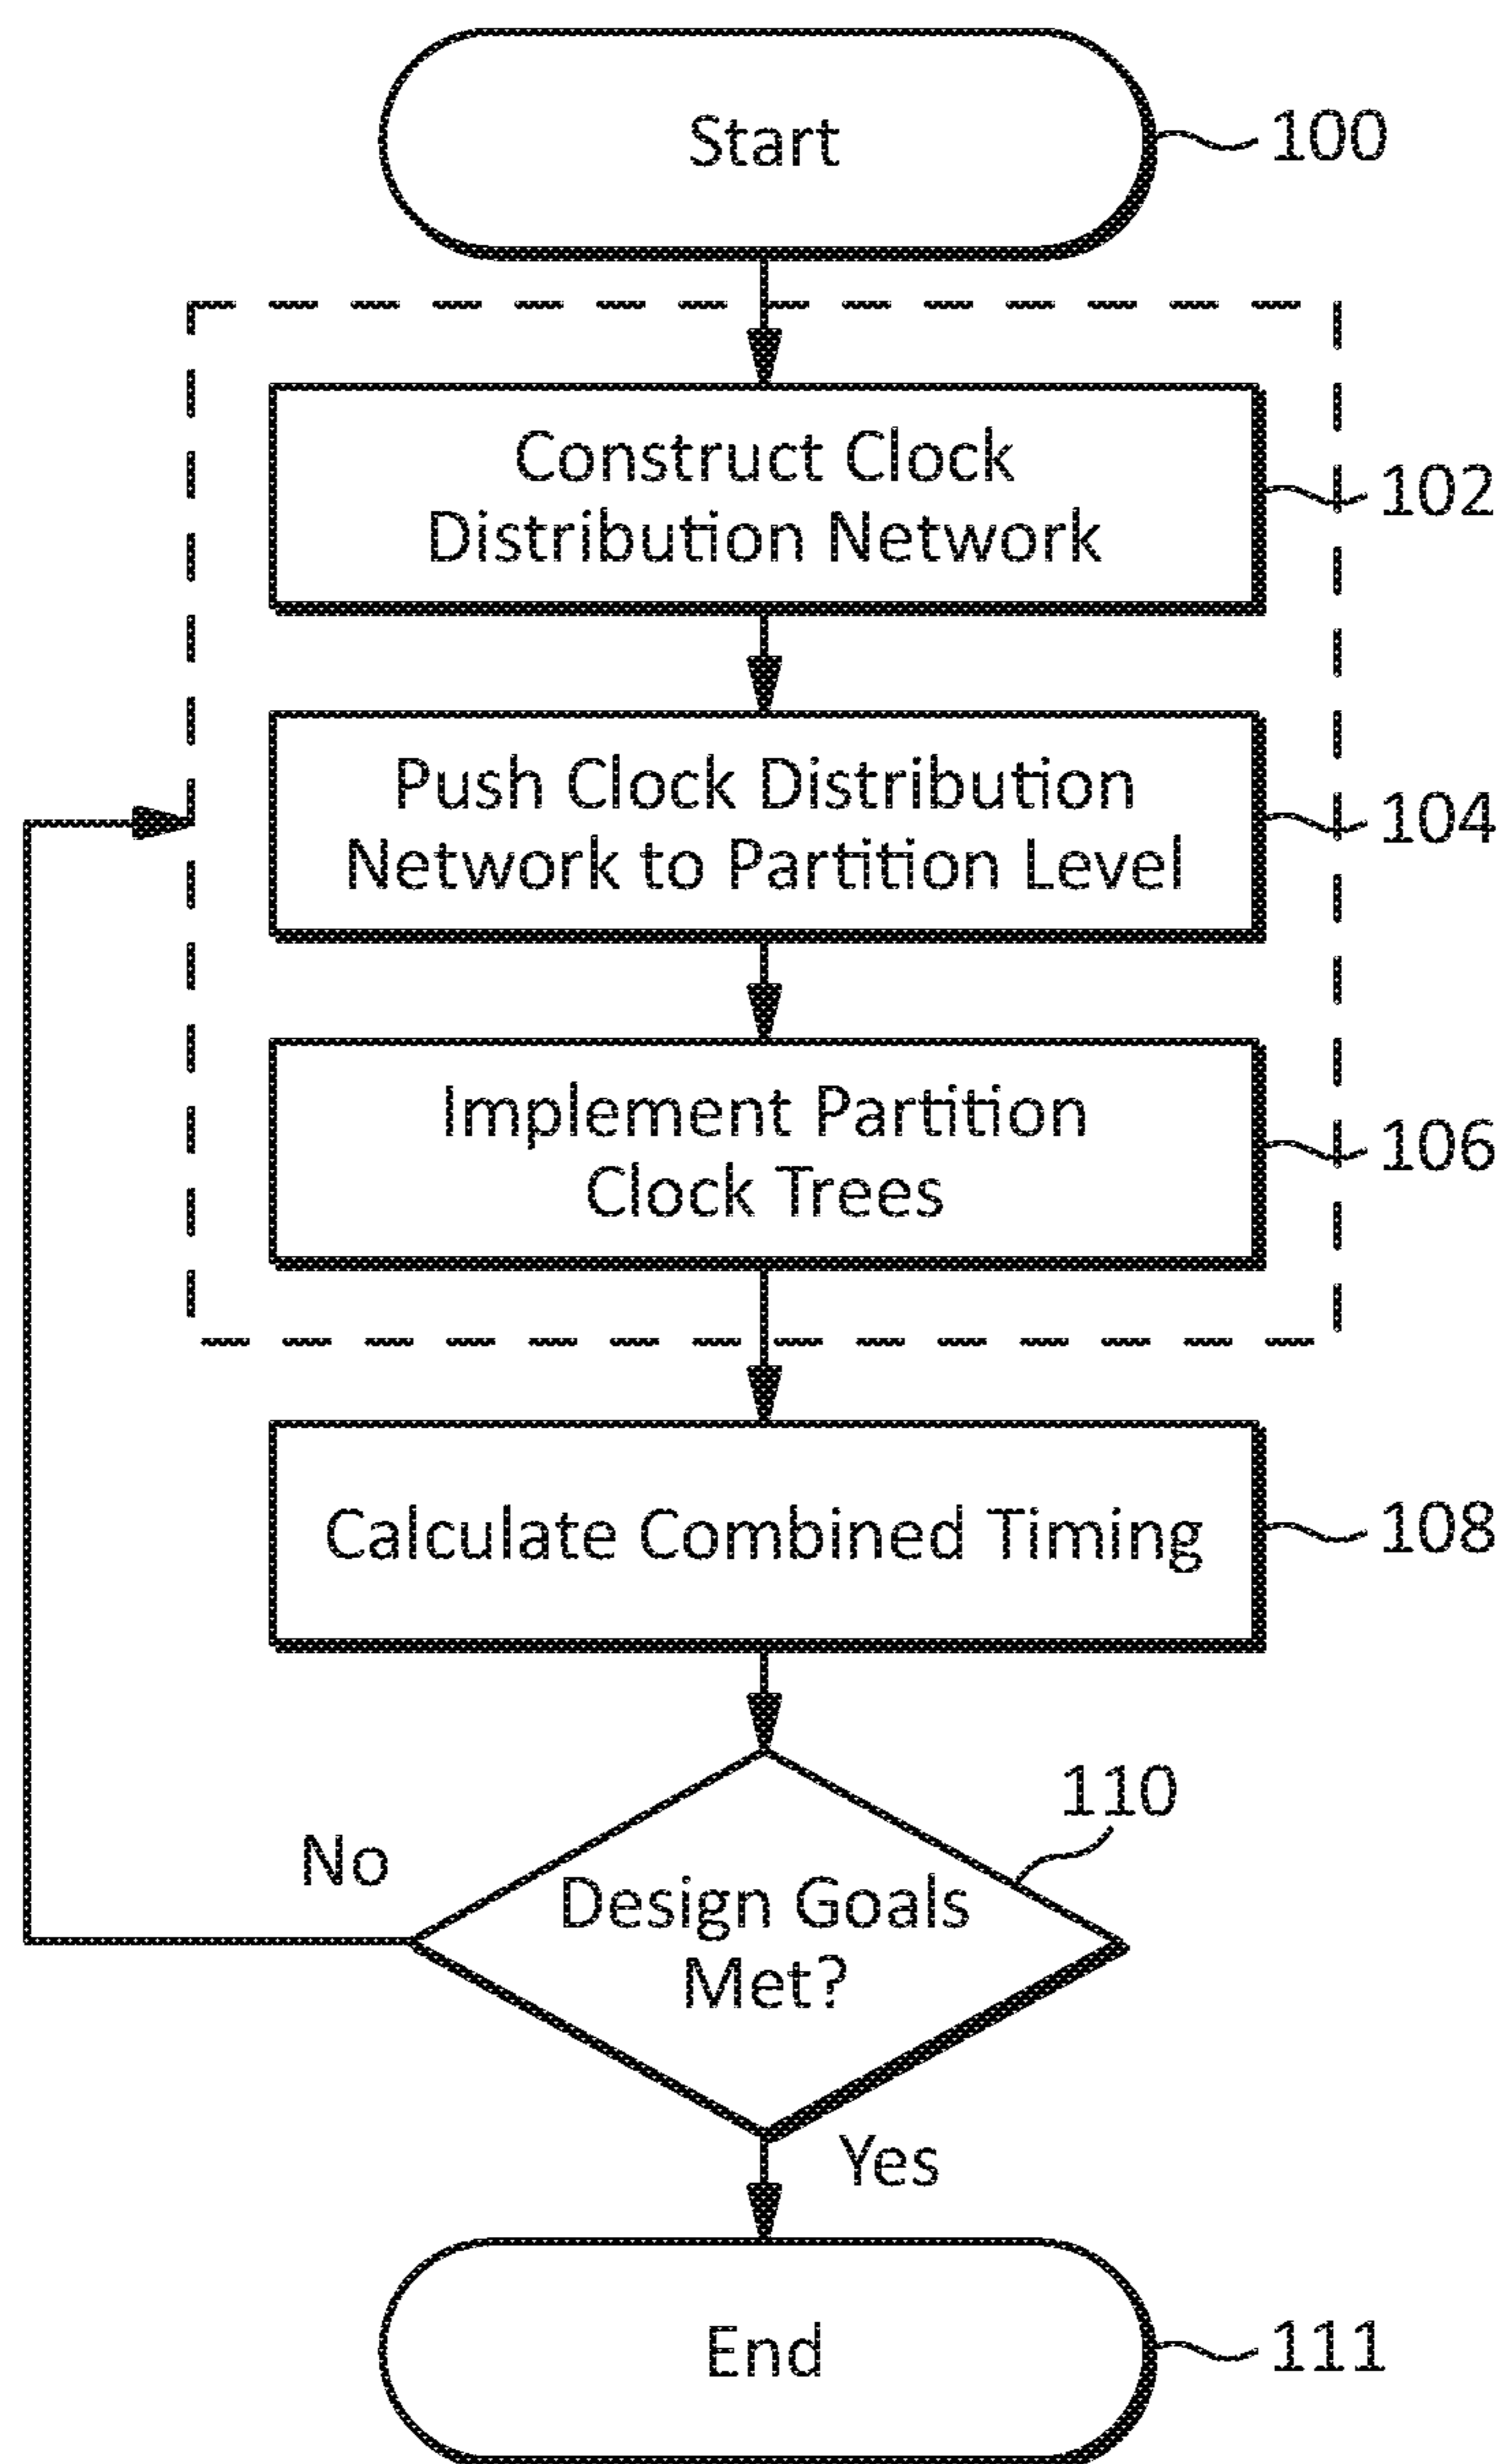 Start
100
Construct Clock
Distribution Network
102
Push Clock Distribution
Network to Partition Level
104
Implement Partition
Clock Trees
106
Calculate Combined Timing
108
110
No
Design Goals
Met?
Yes
End
111